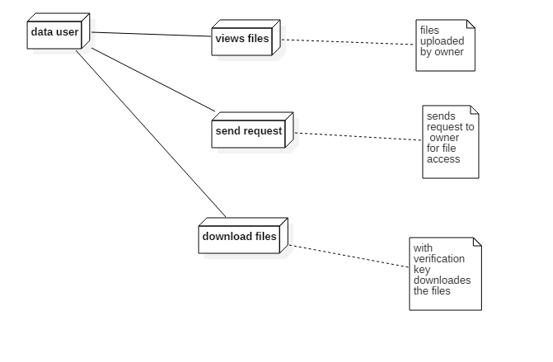 data user
views files
files
uploaded
by owner
send request
sends
request to
owner
for file
access
download files
with
verification
key
downloades
the files